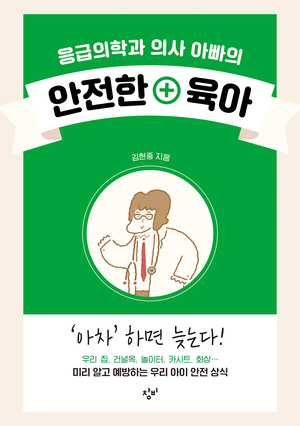 응급의학과 의사 아빠의
안전한 육아
김현종 지음
‘아차’ 하면 늦는다!
우리 집, 건널목, 놀이터, 카시트, 화상…
미리 알고 예방하는 우리 아이 안전 상식
창비